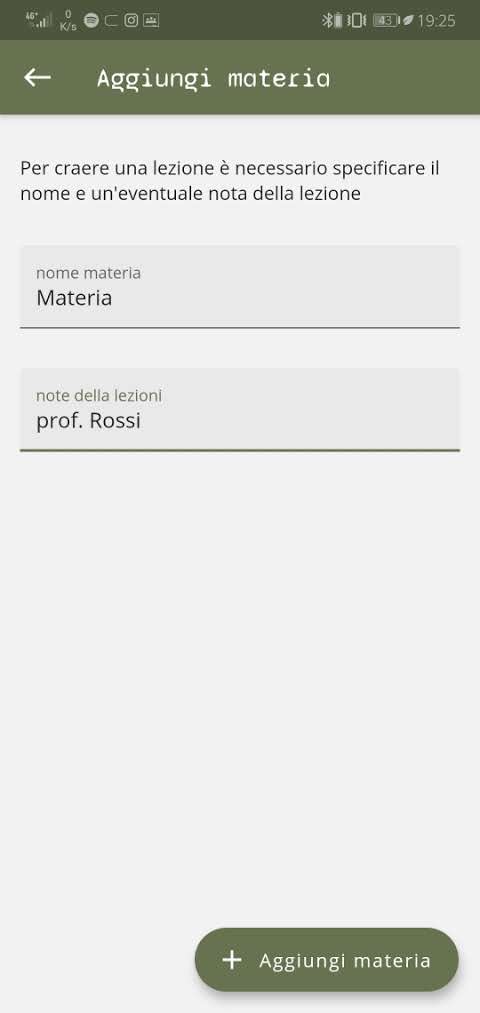 4G+ 0 K/s 43 19:25
Aggiungi materia
Per craere una lezione è necessario specificare il
nome e un'eventuale nota della lezione
nome materia
Materia
note della lezioni
prof. Rossi
+ Aggiungi materia